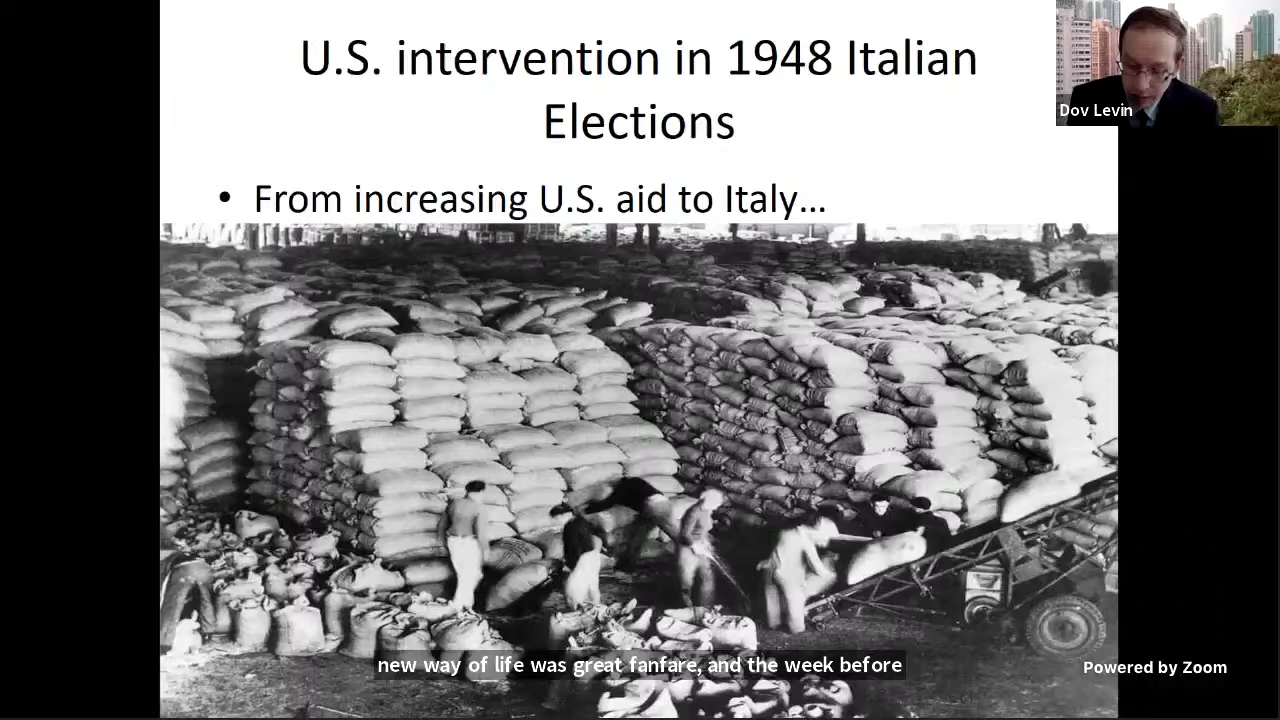 U.S. intervention in 1948 Italian
Elections
• From increasing U.S. aid to Italy...
Dov Levin
new way of life was great fanfare, and the week before
Powered by Zoom